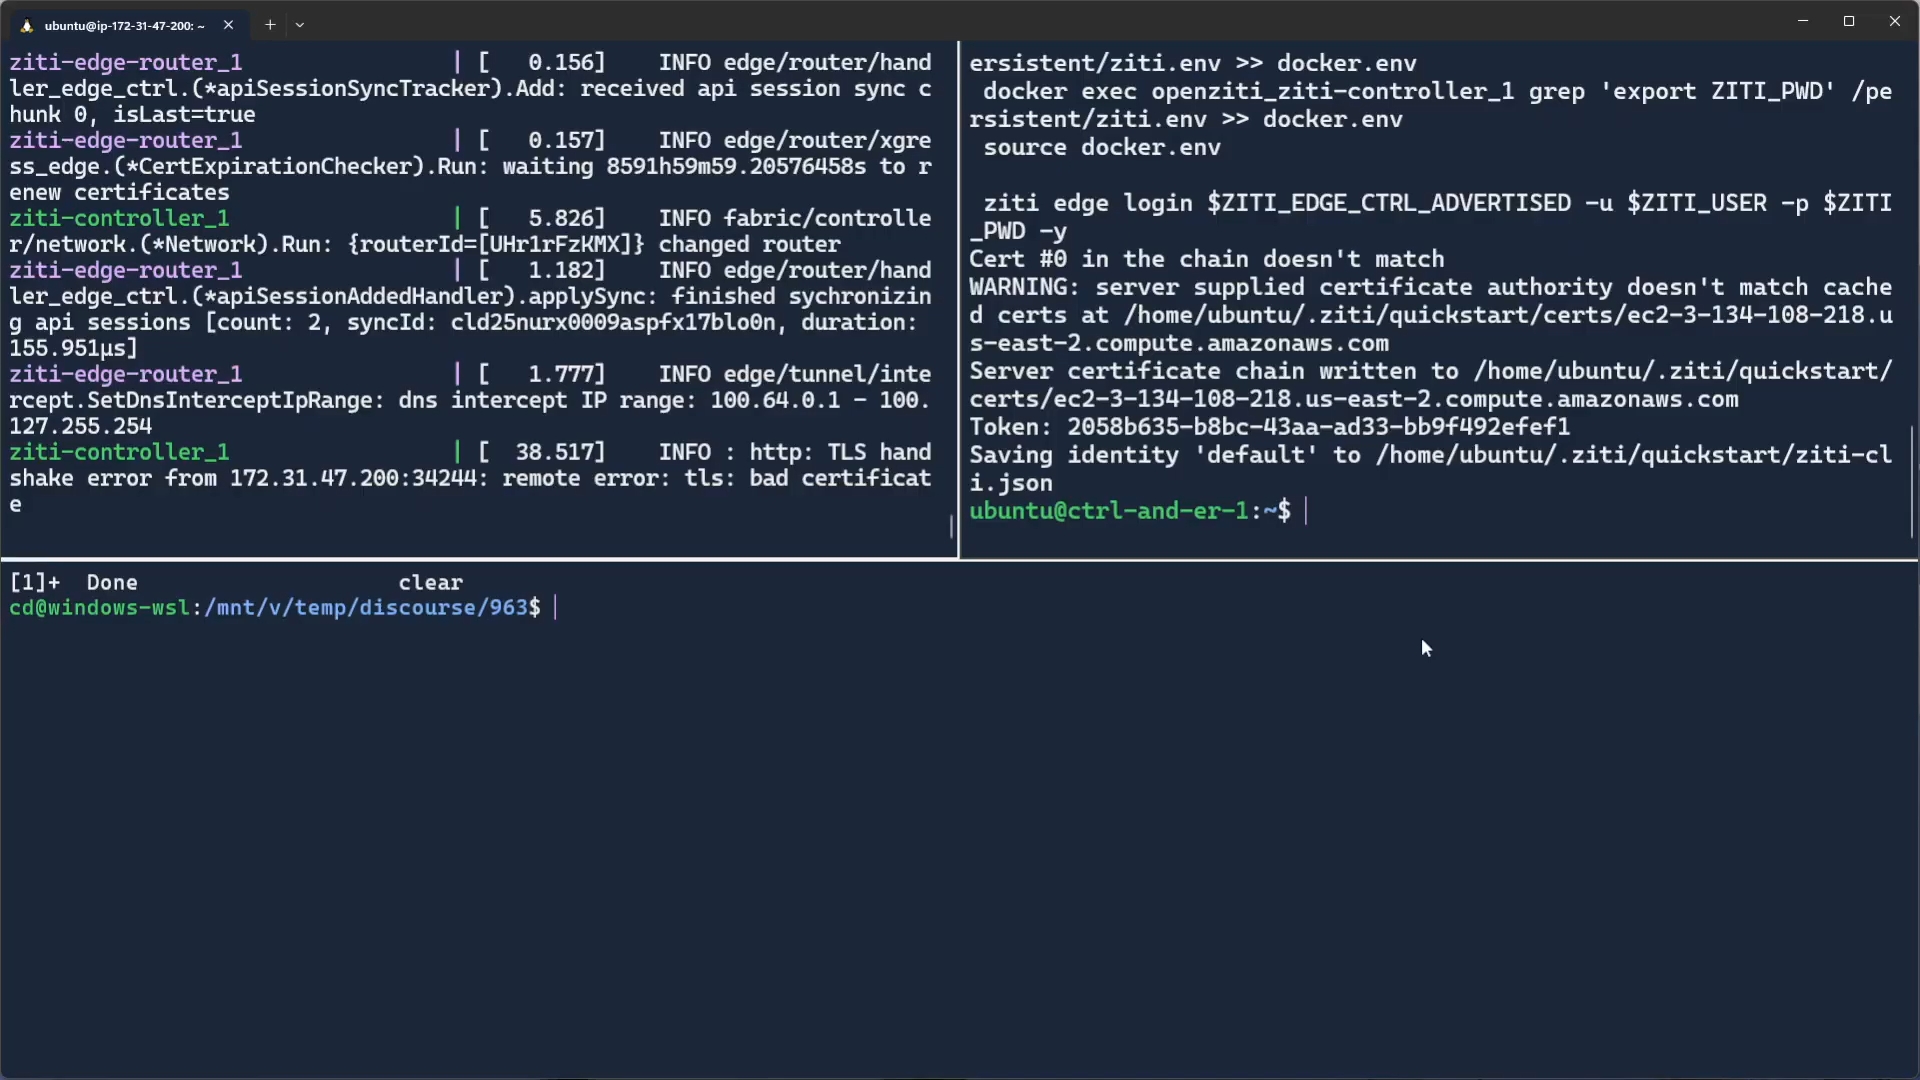 ubuntu@ip-172-31-47-200: ~
ziti-edge-router_1 | [ 0.156] INFO edge/router/hand
ler_edge_ctrl.(*apiSessionSyncTracker).Add: received api session sync c
hunk 0, isLast=true
ziti-edge-router_1 | [ 0.157] INFO edge/router/xgre
ss_edge.(*CertExpirationChecker).Run: waiting 8591h59m59.20576458s to r
enew certificates
ziti-controller_1 | [ 5.826] INFO fabric/controlle
r/network.(*Network).Run: {routerId=[UHr1rFzKMX]} changed router
ziti-edge-router_1 | [ 1.182] INFO edge/router/hand
ler_edge_ctrl.(*apiSessionAddedHandler).applySync: finished sychronizin
g api sessions [count: 2, syncId: cld25nurx0009aspfx17blo0n, duration:
155.951µs]
ziti-edge-router_1 | [ 1.777] INFO edge/tunnel/inte
rcept.SetDnsInterceptIpRange: dns intercept IP range: 100.64.0.1 - 100.
127.255.254
ziti-controller_1 | [ 38.517] INFO : http: TLS hand
shake error from 172.31.47.200:34244: remote error: tls: bad certificat
e
ersistent/ziti.env >> docker.env
docker exec openziti_ziti-controller_1 grep 'export ZITI_PWD' /pe
rsistent/ziti.env >> docker.env
source docker.env
ziti edge login $ZITI_EDGE_CTRL_ADVERTISED -u $ZITI_USER -p $ZITI
_PWD -y
Cert #0 in the chain doesn't match
WARNING: server supplied certificate authority doesn't match cache
d certs at /home/ubuntu/.ziti/quickstart/certs/ec2-3-134-108-218.u
s-east-2.compute.amazonaws.com
Server certificate chain written to /home/ubuntu/.ziti/quickstart/
certs/ec2-3-134-108-218.us-east-2.compute.amazonaws.com
Token: 2058b635-b8bc-43aa-ad33-bb9f492efef1
Saving identity 'default' to /home/ubuntu/.ziti/quickstart/ziti-cl
i.json
ubuntu@ctrl-and-er-1:~$
[1]+ Done clear
cd@windows-wsl:/mnt/v/temp/discourse/963$